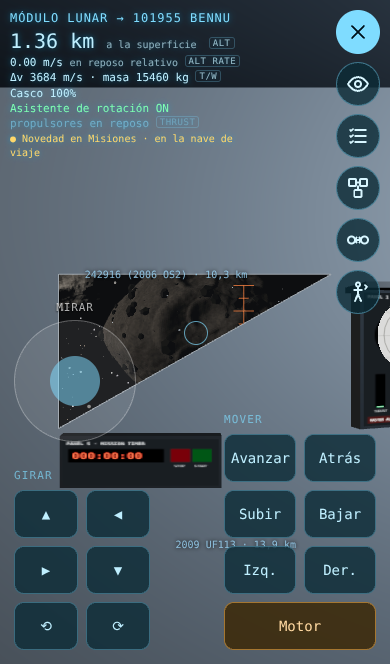 MÓDULO LUNAR → 101955 BENNU
1.36 km a la superficie ALT
0.00 m/s en reposo relativo ALT RATE
Δv 3684 m/s · masa 15460 kg T/W
Casco 100%
Asistente de rotación ON
propulsores en reposo THRUST
● Novedad en Misiones · en la nave de
viaje
242916 (2006 OS2) · 10,3 km
MIRAR
MOVER
000:00:00
GIRAR
Avanzar
Atrás
▲
◀
Subir
Bajar
2009 UF113 · 13,9 km
▶
▼
Izq.
Der.
⟲
⟳
Motor